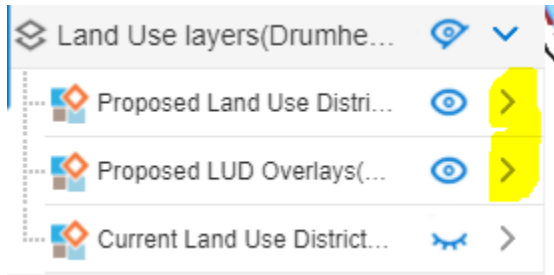 Land Use layers(Drumhe...
Proposed Land Use Distri...
Proposed LUD Overlays(...
Current Land Use District...